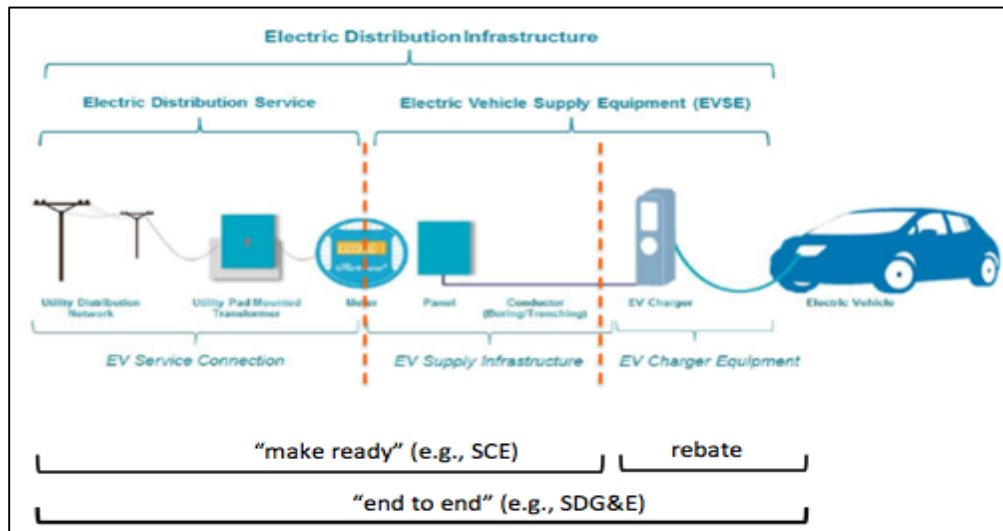 Electric Distribution Infrastructure
Electric Distribution Service
Electric Vehicle Supply Equipment (EVSE)
Utility Distribution
Network
Utility Pad Mounted
Transformer
Meter
Panel
Conductor
(Boring/Trenching)
EV Charger
Electric Vehicle
EV Service Connection
EV Supply Infrastructure
EV Charger Equipment
“make ready” (e.g., SCE)
rebate
“end to end” (e.g., SDG&E)